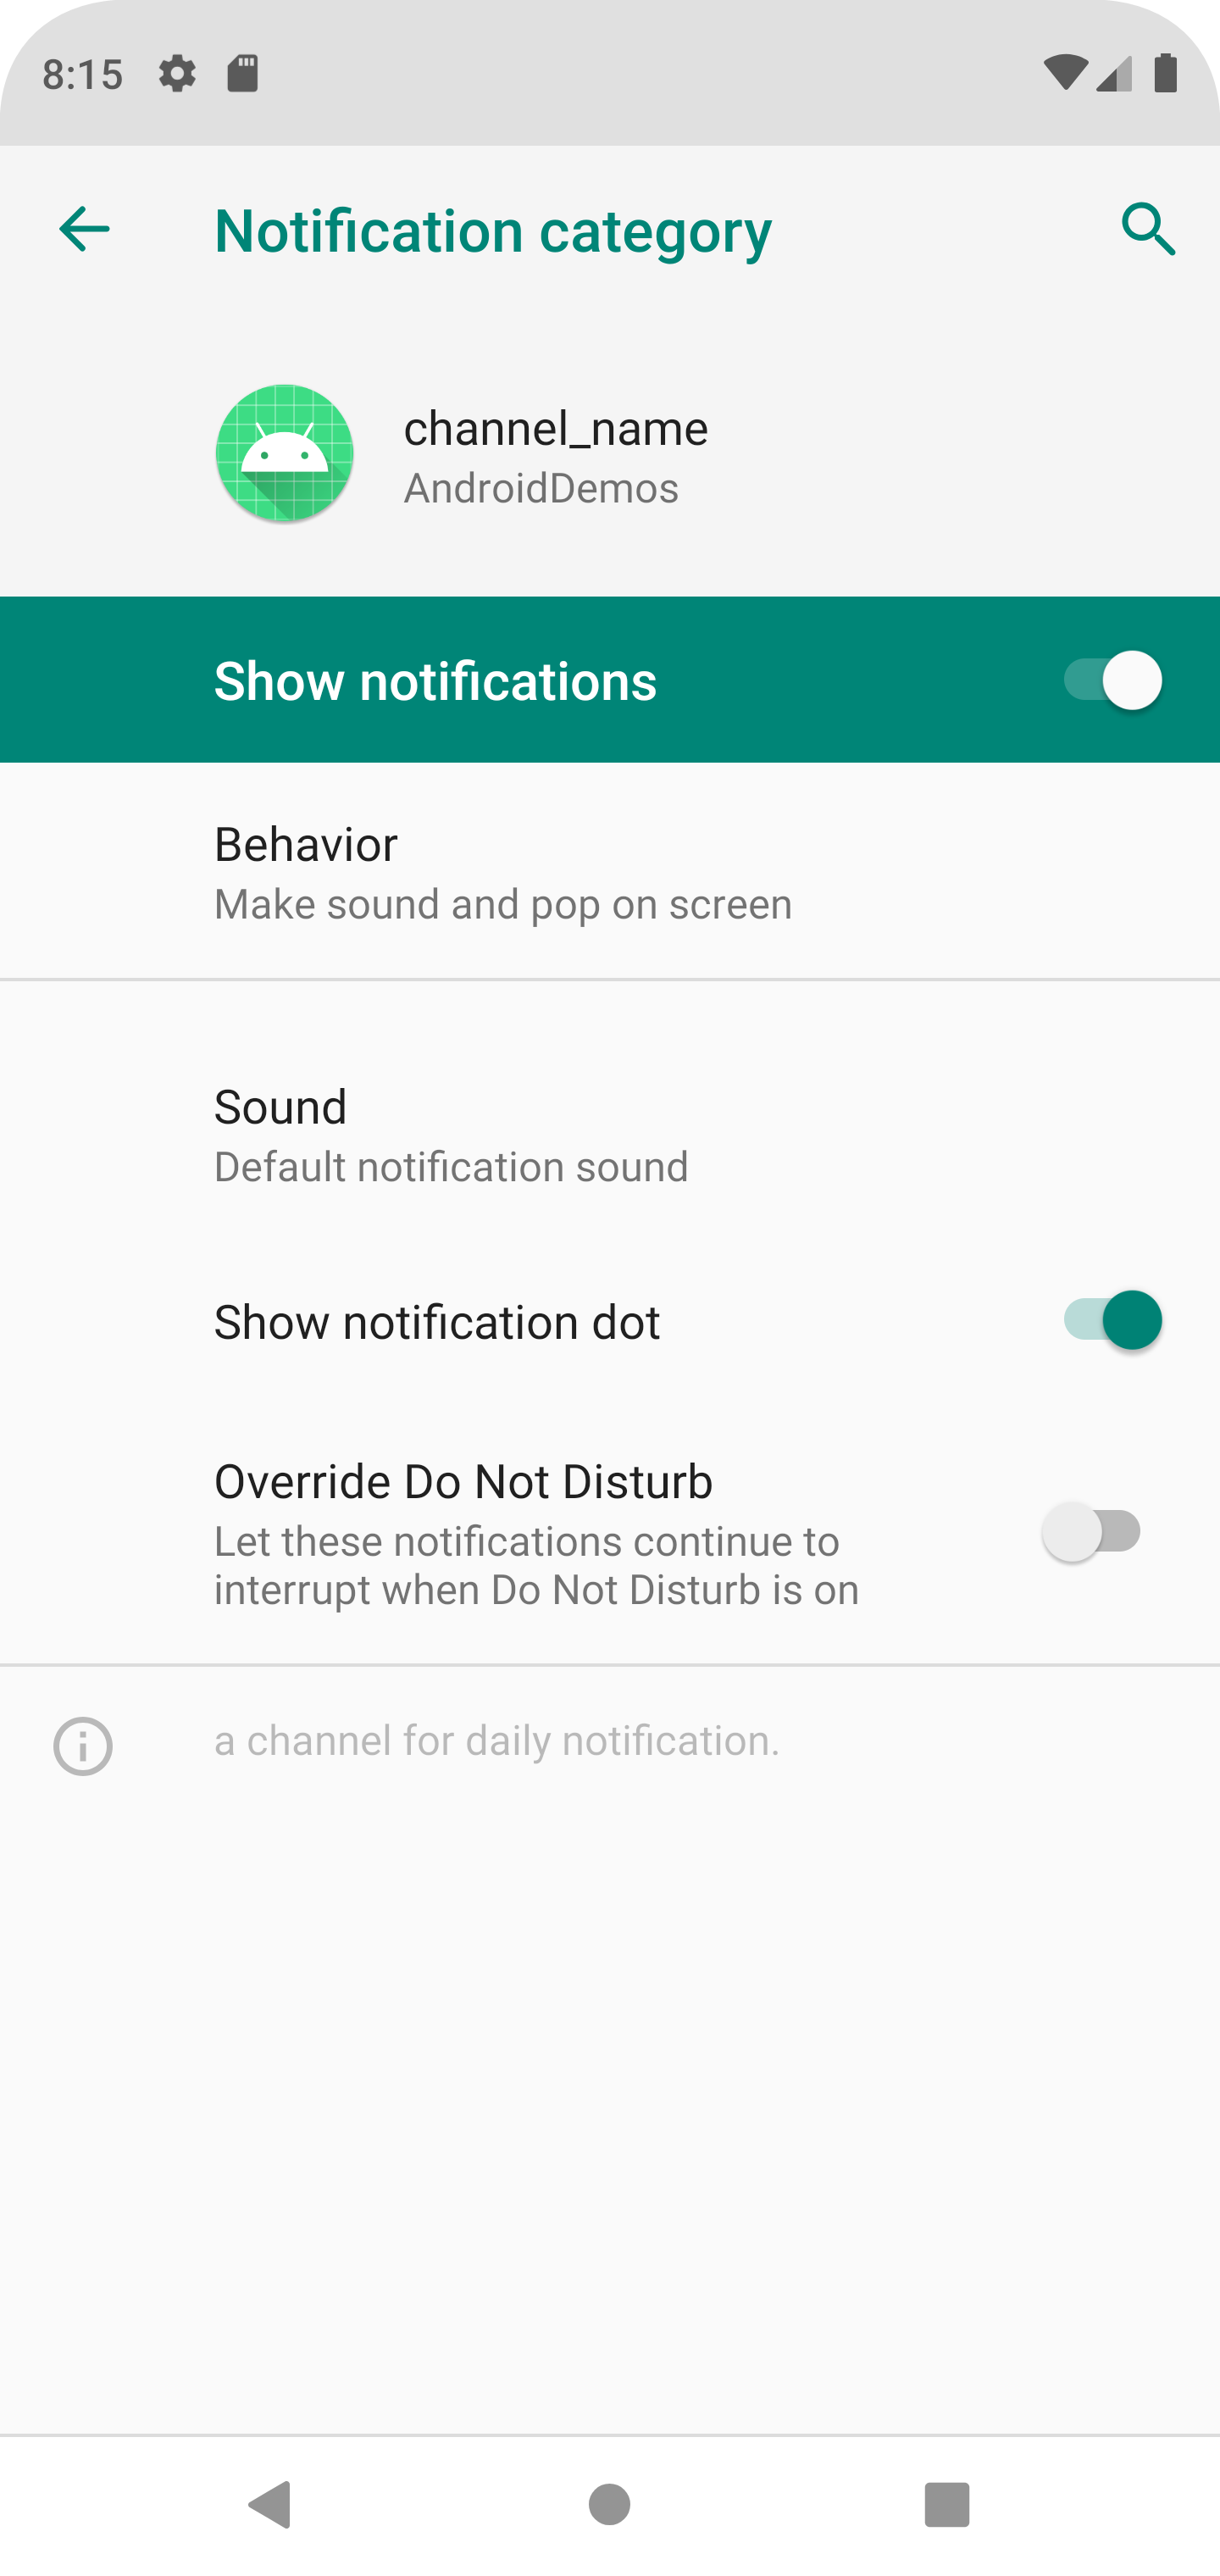 8:15
Notification category
channel_name
AndroidDemos
Show notifications
Behavior
Make sound and pop on screen
Sound
Default notification sound
Show notification dot
Override Do Not Disturb
Let these notifications continue to
interrupt when Do Not Disturb is on
a channel for daily notification.